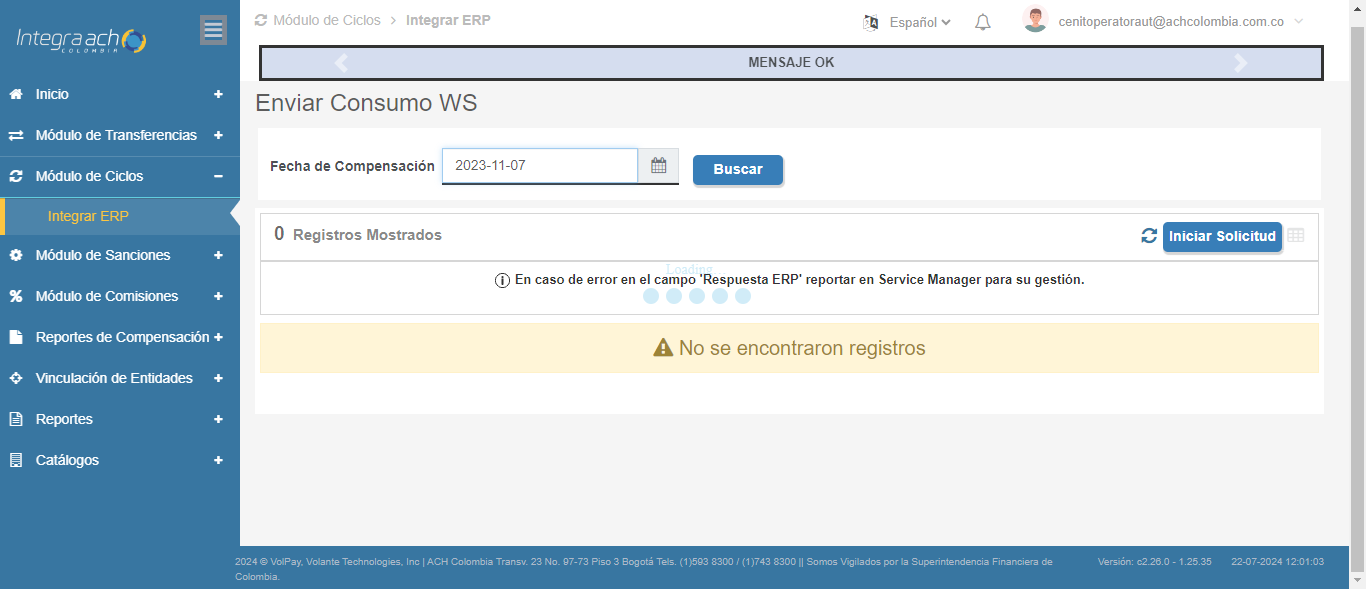 Integra ach
COLOMBIA
Inicio
Módulo de Transferencias
Módulo de Ciclos
Integrar ERP
Módulo de Sanciones
Módulo de Comisiones
Reportes de Compensación
Vinculación de Entidades
Reportes
Catálogos
Módulo de Ciclos > Integrar ERP
Español
cenitoperatoraut@achcolombia.com.co
MENSAJE OK
Enviar Consumo WS
Fecha de Compensación
2023-11-07
Buscar
0 Registros Mostrados
Iniciar Solicitud
Loading
En caso de error en el campo 'Respuesta ERP' reportar en Service Manager para su gestión.
No se encontraron registros
2024 © VolPay, Volante Technologies, Inc | ACH Colombia Transv. 23 No. 97-73 Piso 3 Bogotá Tels. (1)593 8300 / (1)743 8300 || Somos Vigilados por la Superintendencia Financiera de
Colombia.
Versión: c2.26.0 - 1.25.35
22-07-2024 12:01:03